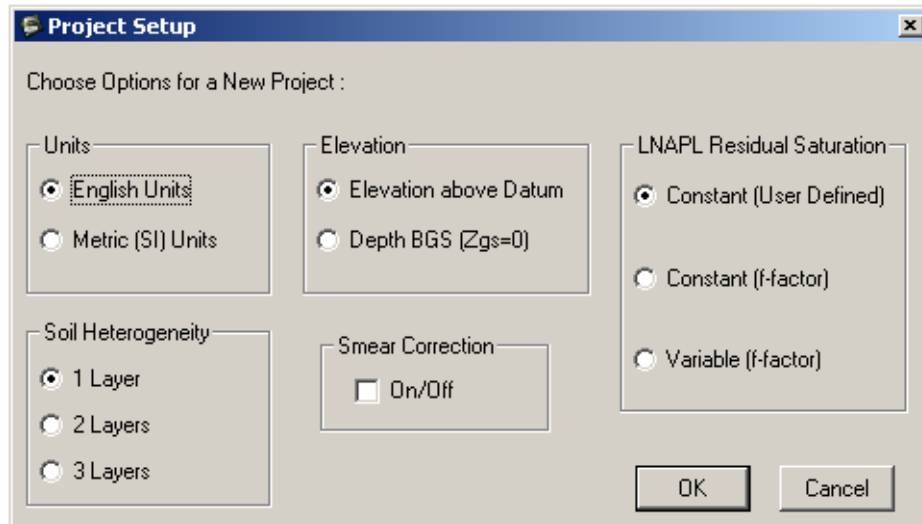 Project Setup
Choose Options for a New Project :
Units
English Units
Metric (SI) Units
Elevation
Elevation above Datum
Depth BGS (Zgs=0)
LNAPL Residual Saturation
Constant (User Defined)
Constant (f-factor)
Variable (f-factor)
Soil Heterogeneity
1 Layer
2 Layers
3 Layers
Smear Correction
On/Off
OK
Cancel